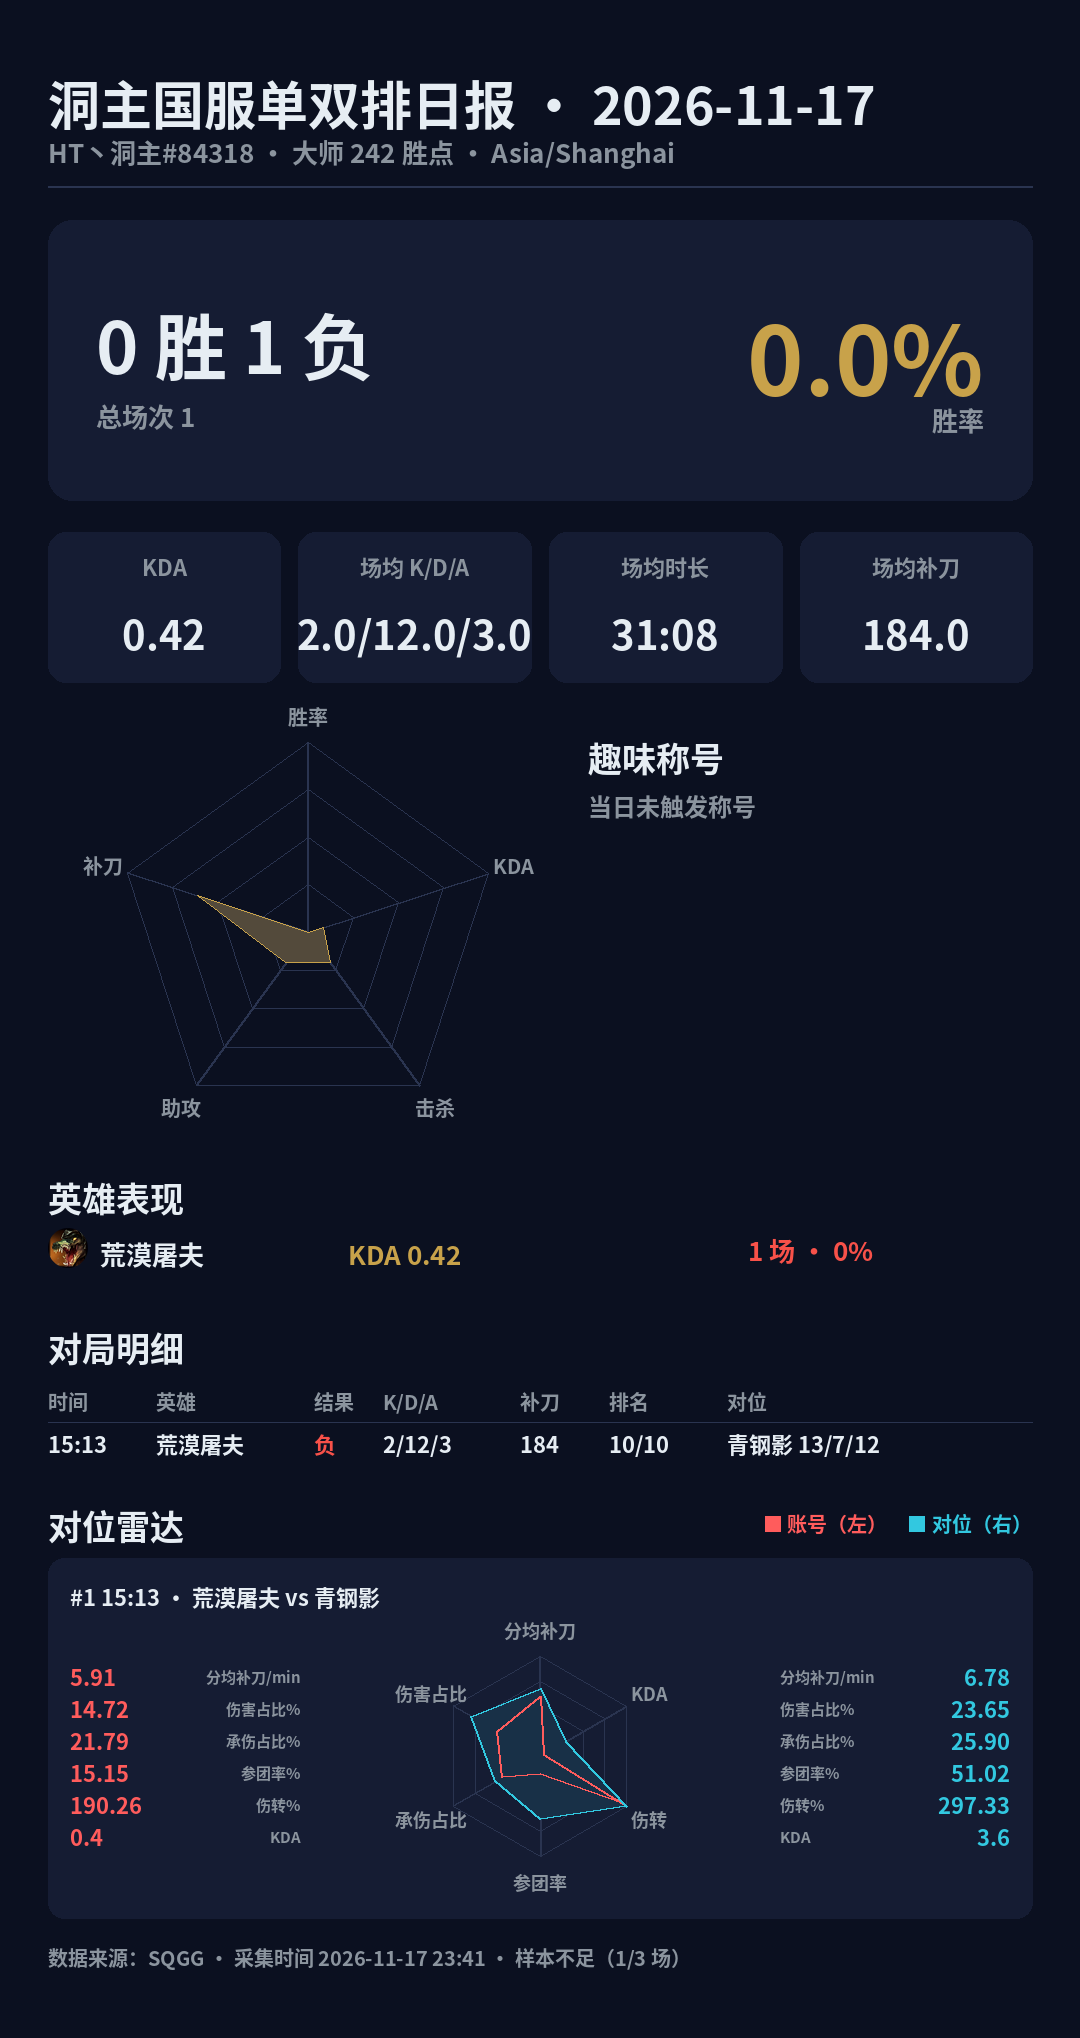 洞主国服单双排日报 · 2026-11-17
HT丶洞主#84318 · 大师 242 胜点 · Asia/Shanghai
0 胜 1 负
0.0%
总场次 1
胜率
KDA
场均 K/D/A
场均时长
场均补刀
0.42
2.0/12.0/3.0
31:08
184.0
胜率
补刀
KDA
助攻
击杀
趣味称号
当日未触发称号
英雄表现
荒漠屠夫 KDA 0.42 1 场 · 0%
对局明细
时间 英雄 结果 K/D/A 补刀 排名 对位
15:13 荒漠屠夫 负 2/12/3 184 10/10 青钢影 13/7/12
对位雷达
账号（左） 对位（右）
#1 15:13 · 荒漠屠夫 vs 青钢影
5.91 分均补刀/min
14.72 伤害占比%
21.79 承伤占比%
15.15 参团率%
190.26 伤转%
0.4 KDA
分均补刀
伤害占比
KDA
承伤占比
伤转
参团率
分均补刀/min 6.78
伤害占比% 23.65
承伤占比% 25.90
参团率% 51.02
伤转% 297.33
KDA 3.6
数据来源：SQGG · 采集时间 2026-11-17 23:41 · 样本不足（1/3 场）